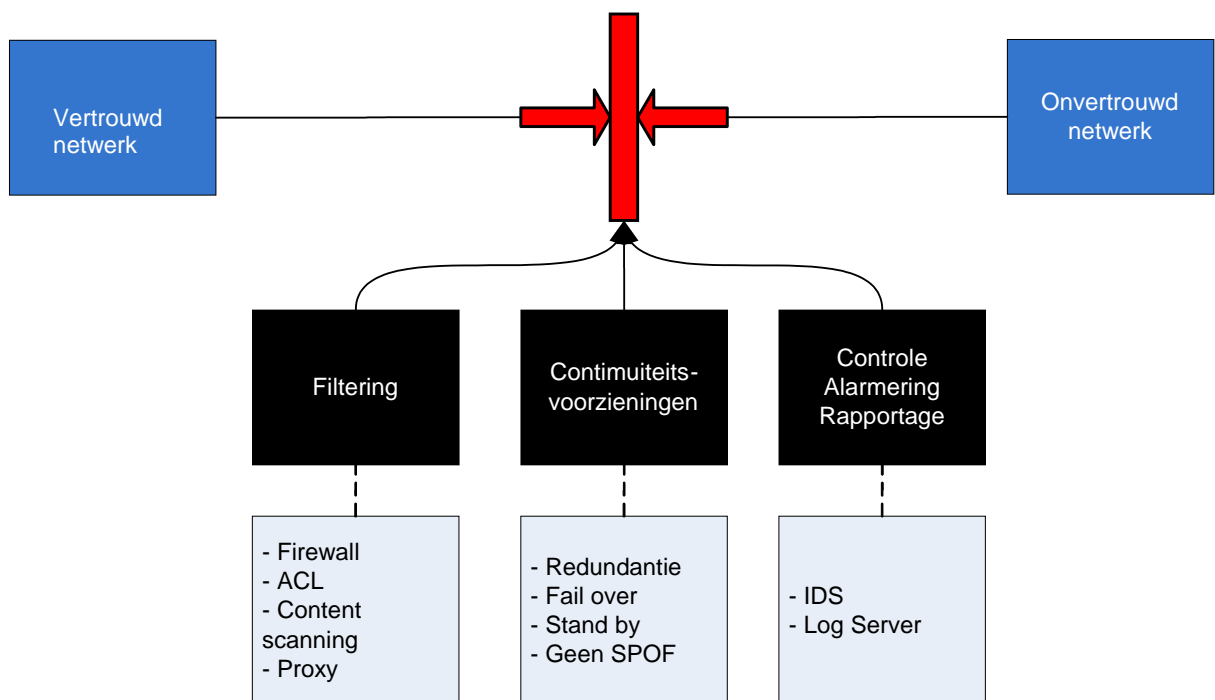 Vertrouwd
netwerk
Onvertrouwd
netwerk
Filtering
Contimuiteits-
voorzieningen
Controle
Alarmering
Rapportage
- Firewall
- ACL
- Content
scanning
- Proxy
- Redundantie
- Fail over
- Stand by
- Geen SPOF
- IDS
- Log Server